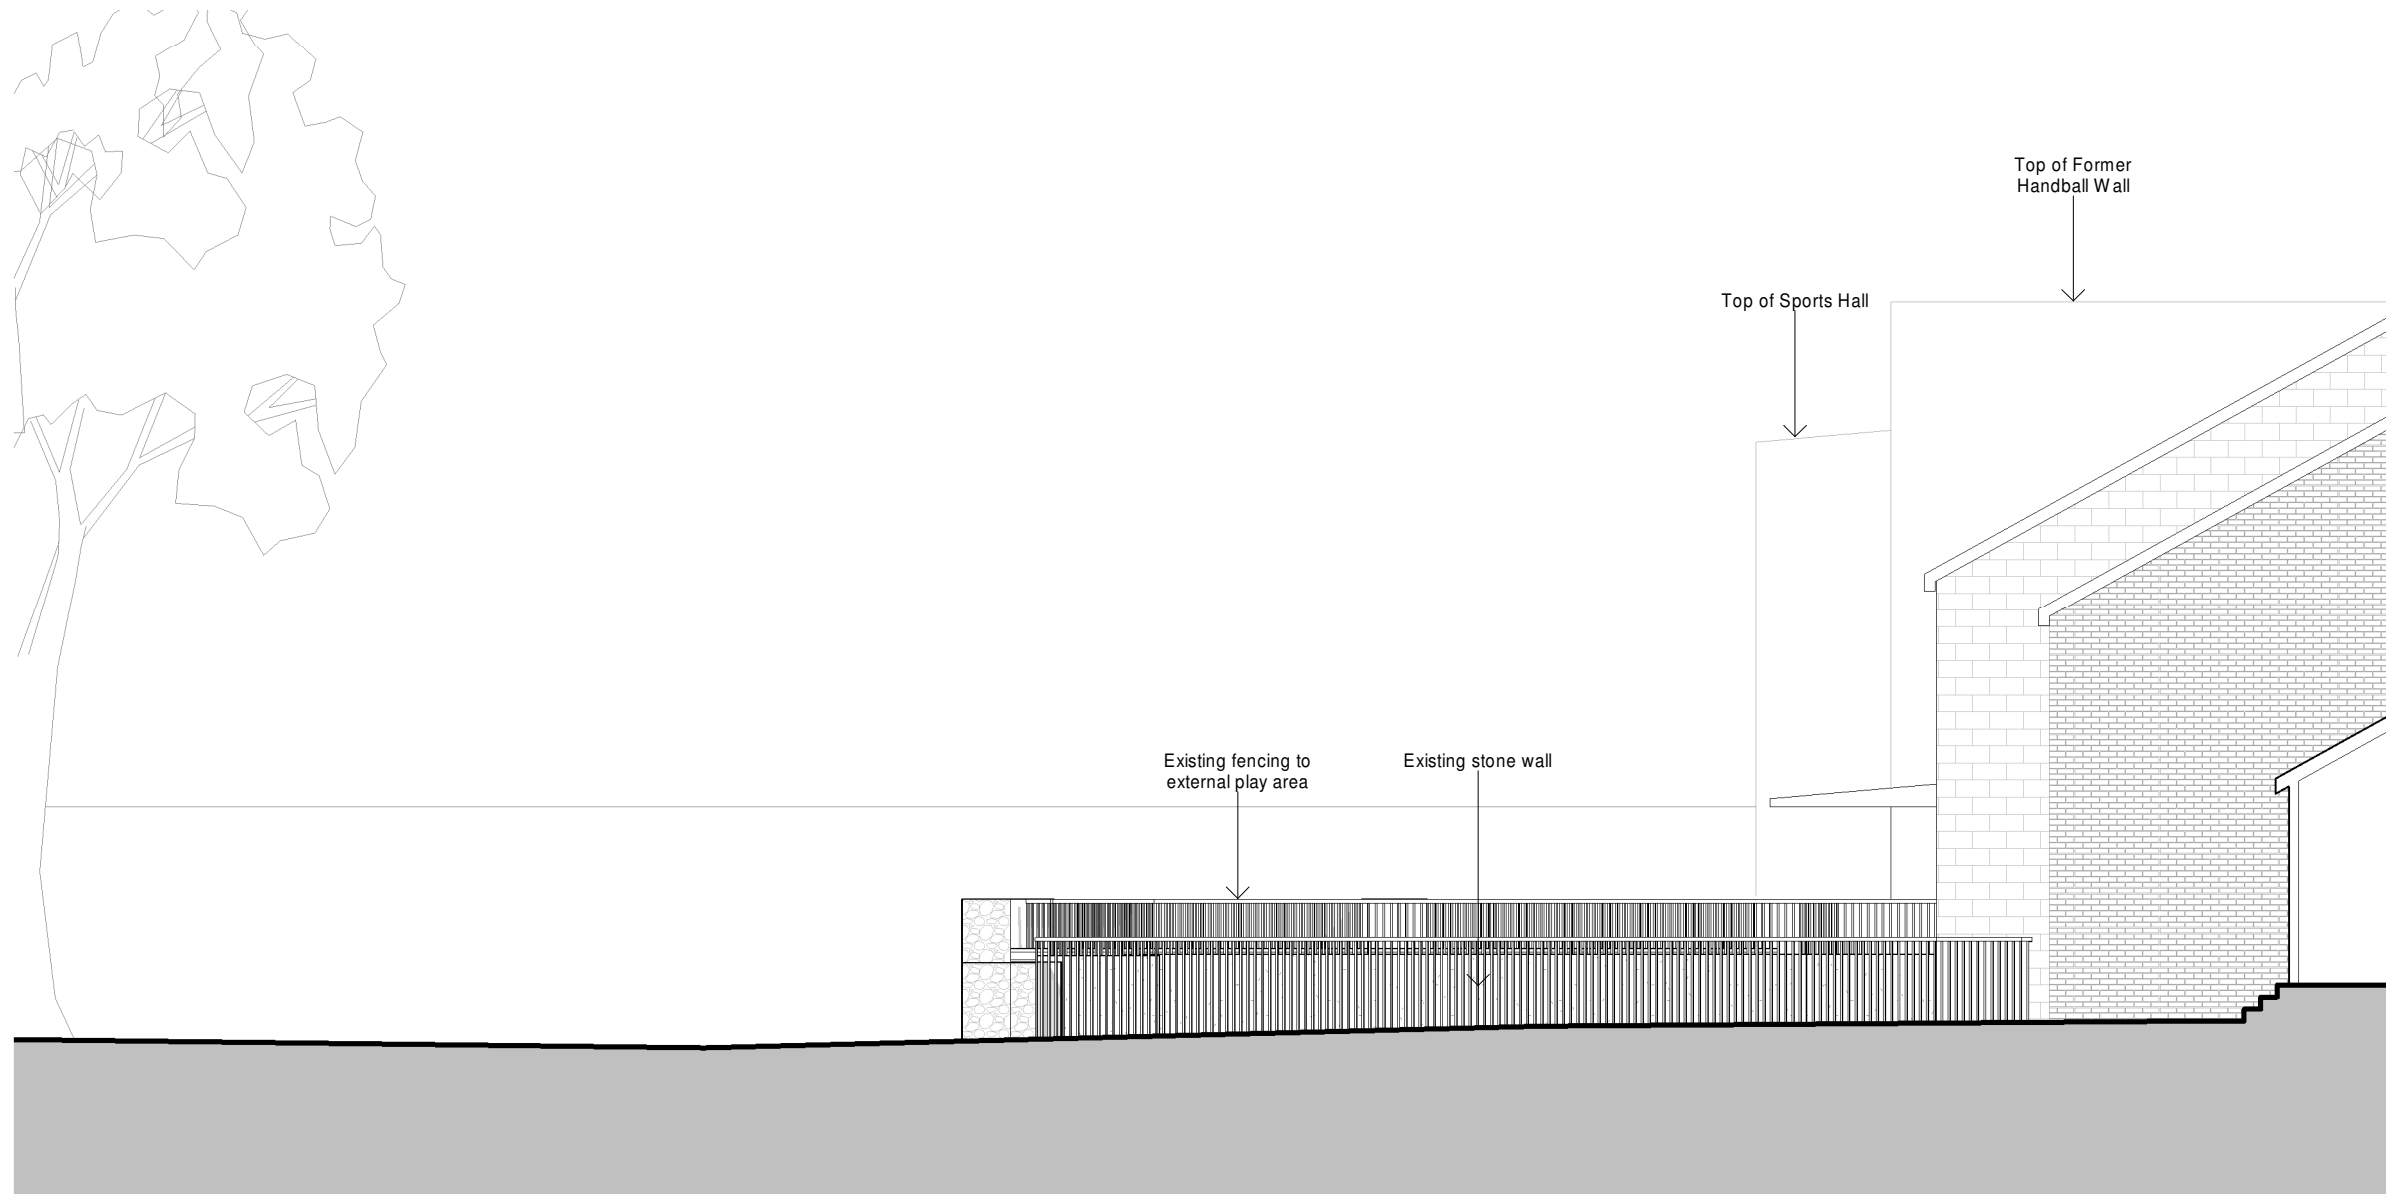 Top of Former
Handball Wall
Top of Sports Hall
Existing fencing to
external play area
Existing stone wall